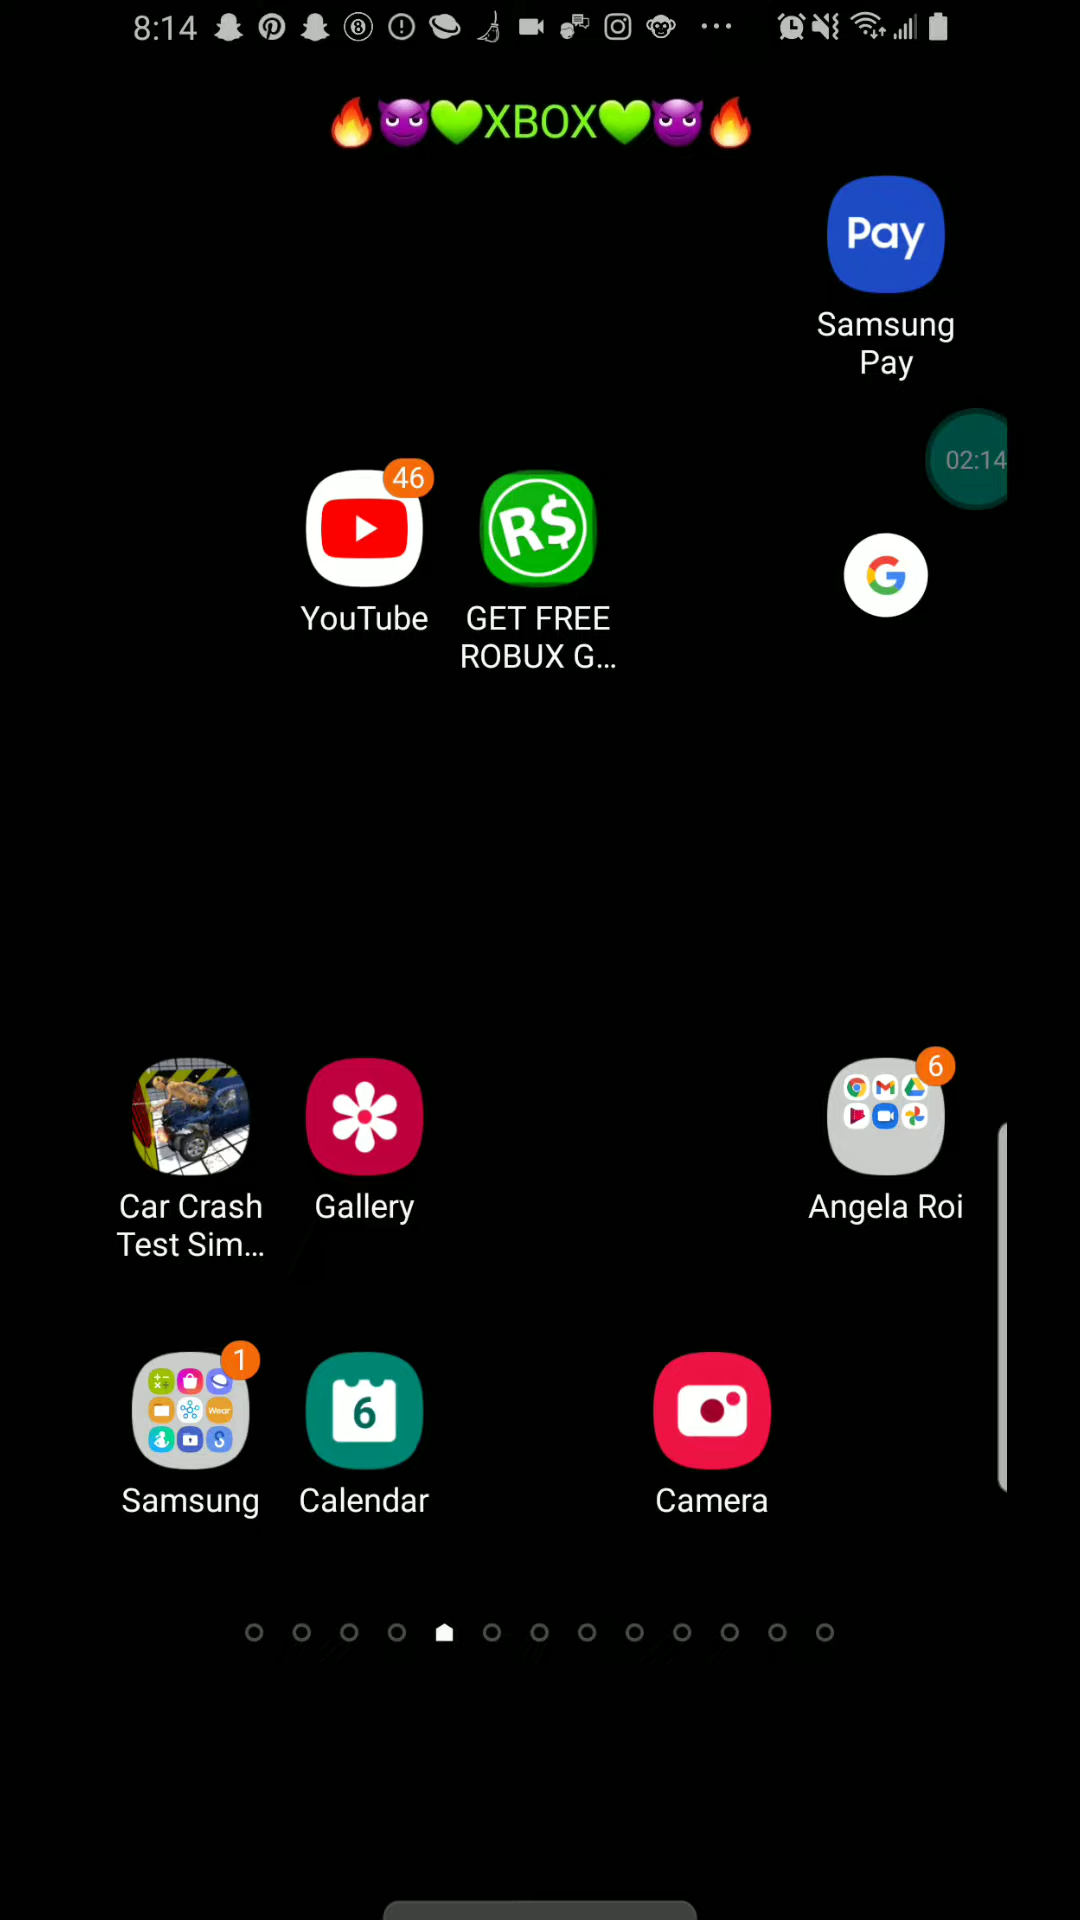 8:14
🔥😈💚XBOX💚😈🔥
Pay
Samsung
Pay
02:14
46
R$
G
YouTube
GET FREE
ROBUX G...
6
Car Crash
Test Sim...
Gallery
Angela Roi
1
Wear
6
Samsung
Calendar
Camera